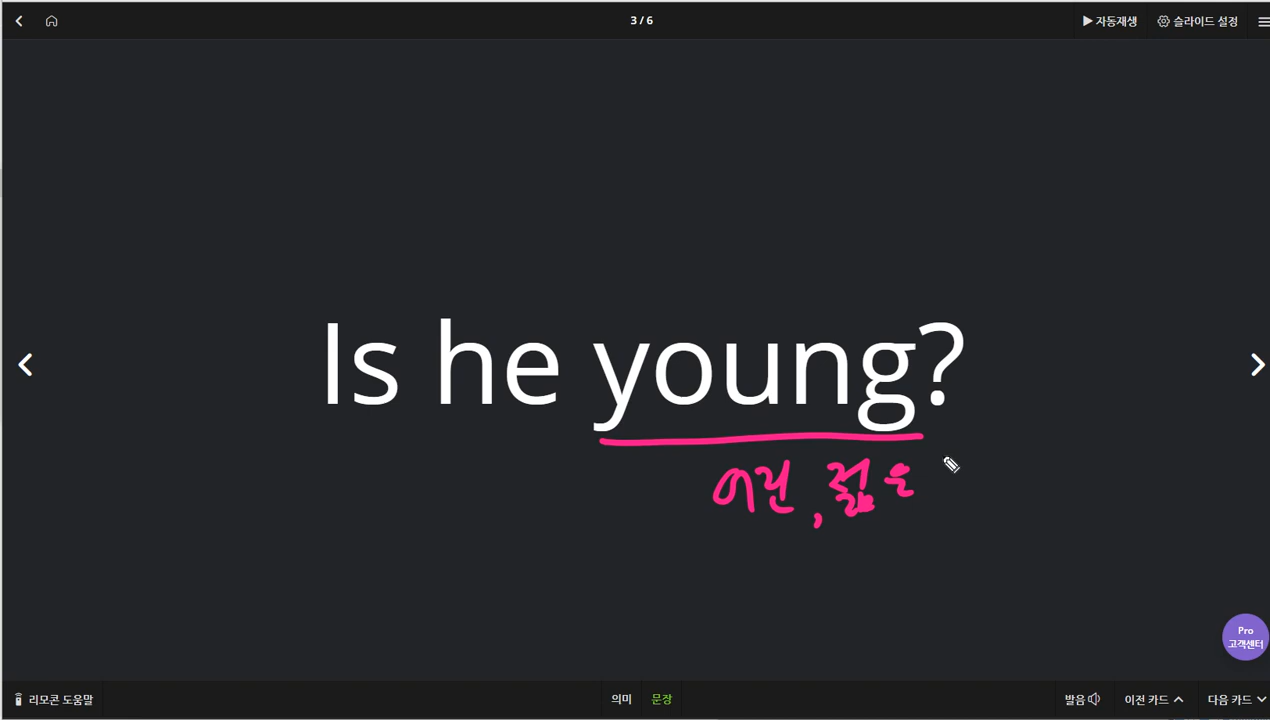 3 / 6
자동재생
슬라이드 설정
Is he young?
어린, 젊은
Pro
고객센터
리모콘 도움말
의미
문장
발음
이전 카드
다음 카드